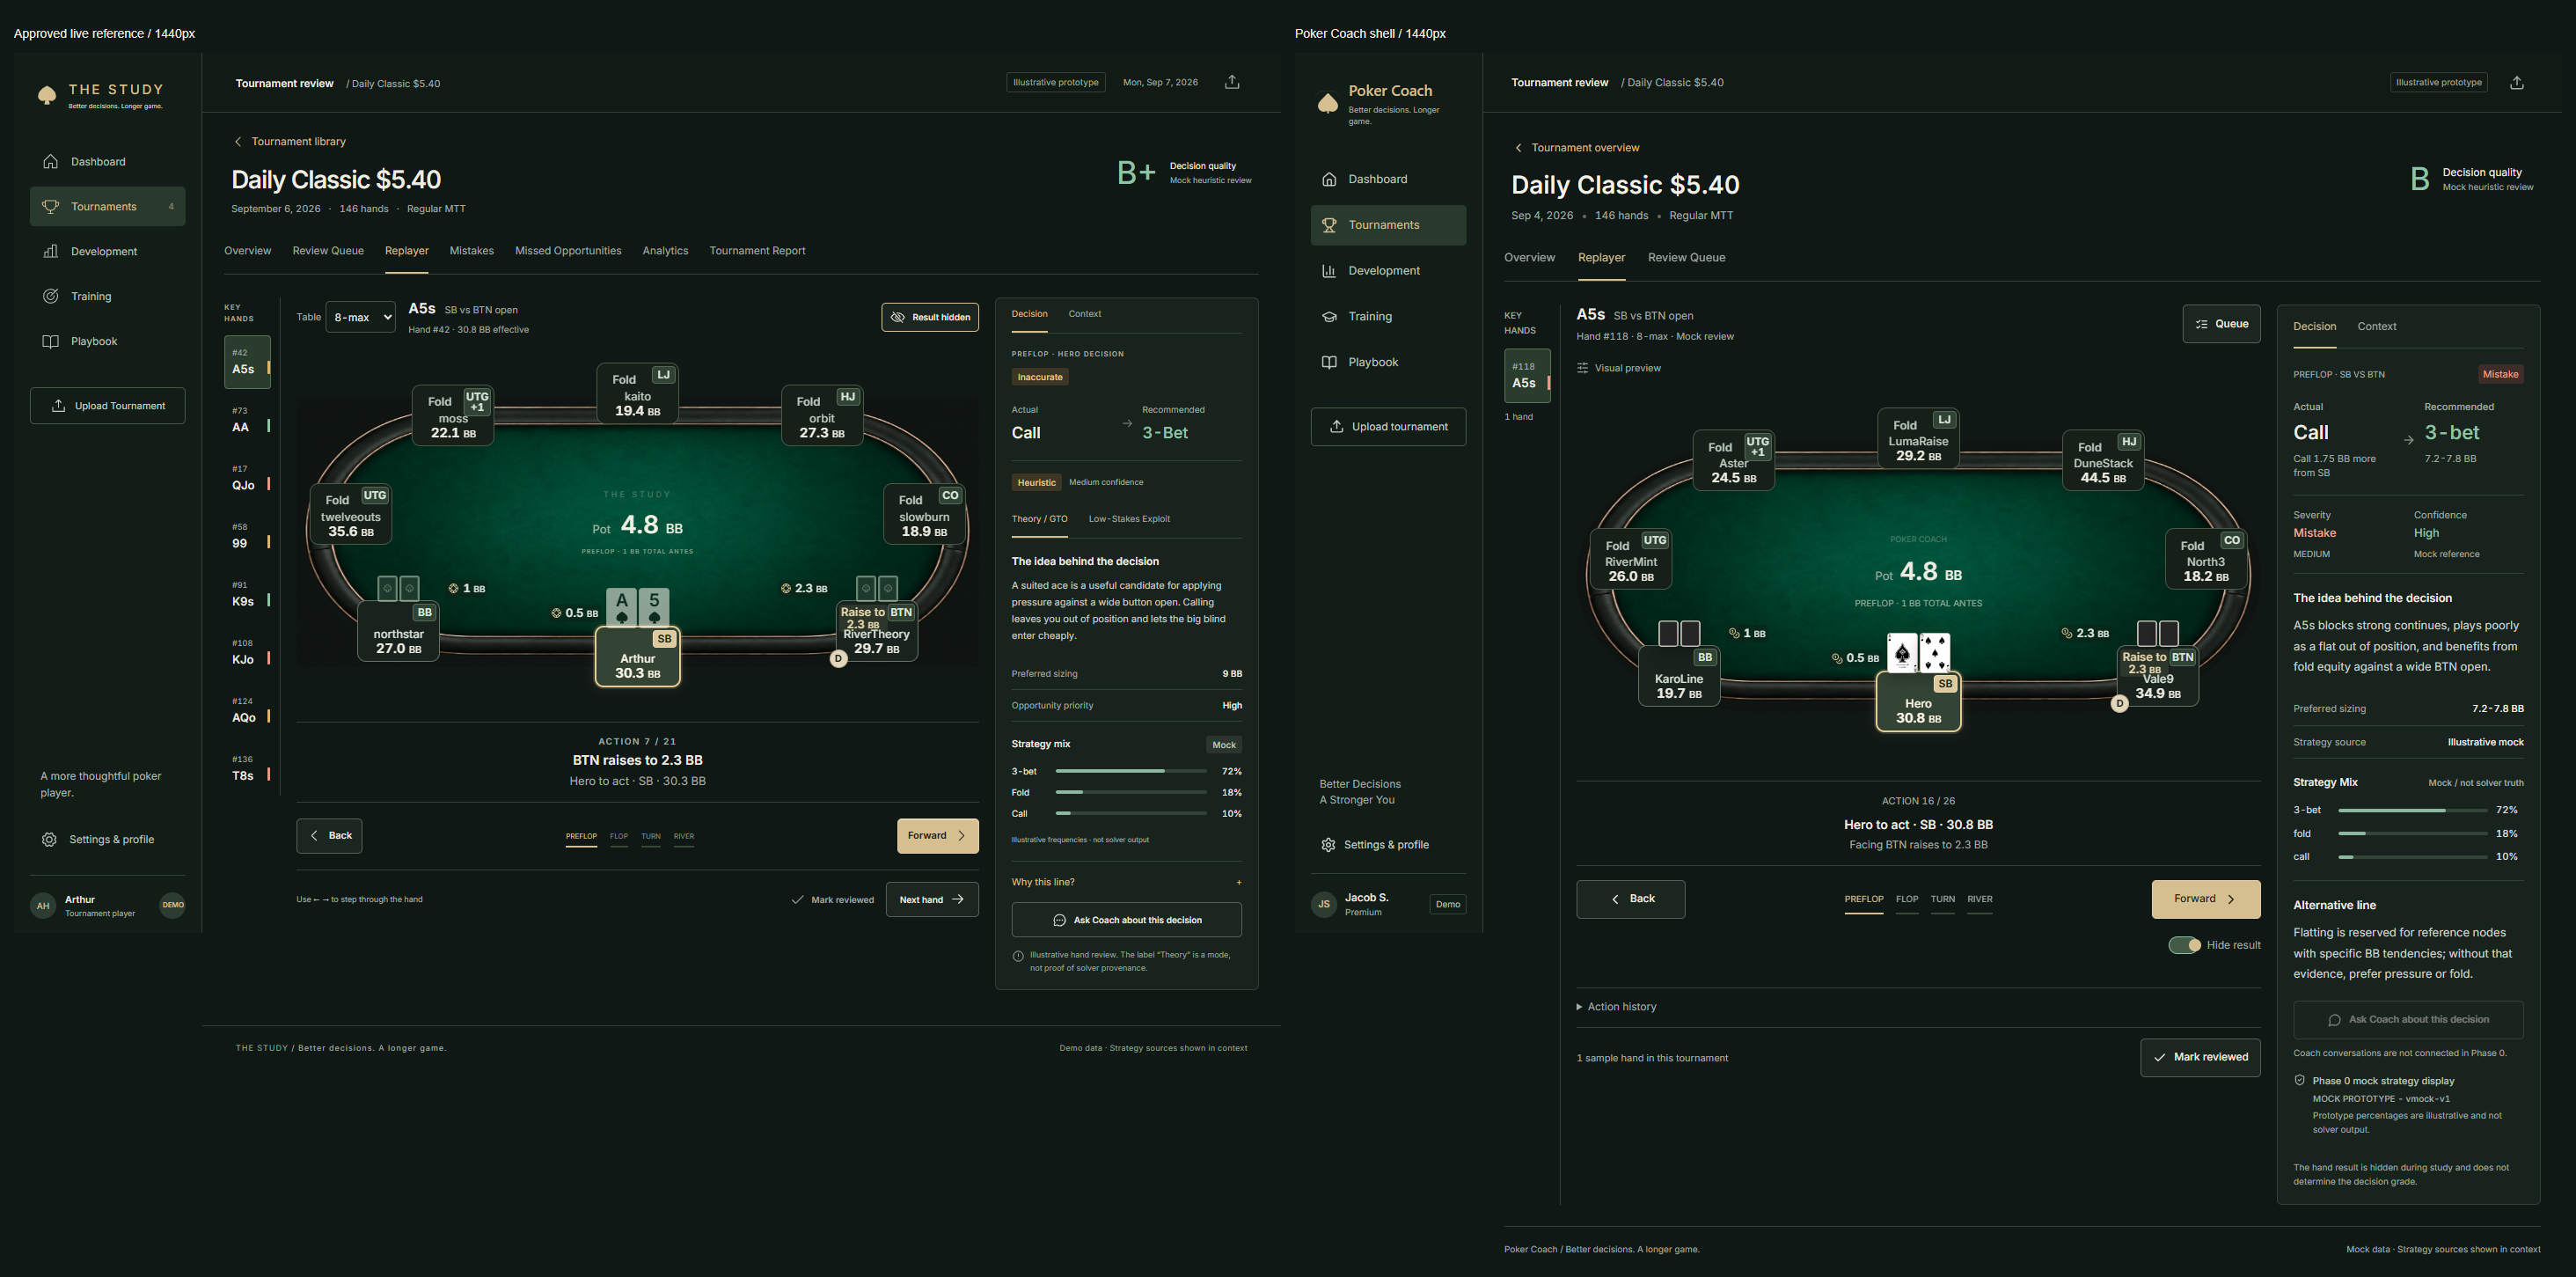 Approved live reference / 1440px
THE STUDY
Better decisions. Longer game.
Dashboard
Tournaments 4
Development
Training
Playbook
Upload Tournament
A more thoughtful poker
player.
Settings & profile
AH
Arthur
Tournament player
DEMO
Tournament review / Daily Classic $5.40
Illustrative prototype
Mon, Sep 7, 2026
Tournament library
Daily Classic $5.40
September 6, 2026 · 146 hands · Regular MTT
B+
Decision quality
Mock heuristic review
Overview Review Queue Replayer Mistakes Missed Opportunities Analytics Tournament Report
KEY
HANDS
#42
A5s
#73
AA
#17
QJo
#58
99
#91
K9s
#108
KJo
#124
AQo
#136
T8s
Table 8-max
A5s SB vs BTN open
Hand #42 · 30.8 BB effective
Result hidden
Fold UTG
+1
moss
22.1 BB
Fold LJ
kaito
19.4 BB
Fold HJ
orbit
27.3 BB
Fold UTG
twelveouts
35.6 BB
Fold CO
slowburn
18.9 BB
THE STUDY
Pot 4.8 BB
PREFLOP · 1 BB TOTAL ANTES
1 BB
0.5 BB
A 5
2.3 BB
BB
northstar
27.0 BB
SB
Arthur
30.3 BB
Raise to BTN
2.3 BB
RiverTheory
29.7 BB
D
ACTION 7 / 21
BTN raises to 2.3 BB
Hero to act · SB · 30.3 BB
Back
PREFLOP FLOP TURN RIVER
Forward
Use ← → to step through the hand
Mark reviewed
Next hand
Decision Context
PREFLOP · HERO DECISION
Inaccurate
Actual
Call
→
Recommended
3-Bet
Heuristic Medium confidence
Theory / GTO Low-Stakes Exploit
The idea behind the decision
A suited ace is a useful candidate for applying
pressure against a wide button open. Calling
leaves you out of position and lets the big blind
enter cheaply.
Preferred sizing 9 BB
Opportunity priority High
Strategy mix Mock
3-bet 72%
Fold 18%
Call 10%
Illustrative frequencies · not solver output
Why this line? +
Ask Coach about this decision
Illustrative hand review. The label "Theory" is a mode,
not proof of solver provenance.
THE STUDY / Better decisions. A longer game.
Demo data · Strategy sources shown in context
Poker Coach shell / 1440px
Poker Coach
Better decisions. Longer
game.
Dashboard
Tournaments
Development
Training
Playbook
Upload tournament
Better Decisions
A Stronger You
Settings & profile
JS
Jacob S.
Premium
Demo
Tournament review / Daily Classic $5.40
Illustrative prototype
Tournament overview
Daily Classic $5.40
Sep 4, 2026 • 146 hands • Regular MTT
B
Decision quality
Mock heuristic review
Overview Replayer Review Queue
KEY
HANDS
#118
A5s
1 hand
A5s SB vs BTN open
Hand #118 · 8-max · Mock review
Queue
Visual preview
Fold UTG
+1
Aster
24.5 BB
Fold LJ
LumaRaise
29.2 BB
Fold HJ
DuneStack
44.5 BB
Fold UTG
RiverMint
26.0 BB
Fold CO
North3
18.2 BB
POKER COACH
Pot 4.8 BB
PREFLOP · 1 BB TOTAL ANTES
1 BB
0.5 BB
2.3 BB
BB
KaroLine
19.7 BB
SB
Hero
30.8 BB
Raise to BTN
2.3 BB
Vale9
34.9 BB
D
ACTION 16 / 26
Hero to act · SB · 30.8 BB
Facing BTN raises to 2.3 BB
Back
PREFLOP FLOP TURN RIVER
Forward
Hide result
Action history
1 sample hand in this tournament
Mark reviewed
Decision Context
PREFLOP · SB VS BTN Mistake
Actual
Call
Call 1.75 BB more
from SB
→
Recommended
3-bet
7.2-7.8 BB
Severity
Mistake
MEDIUM
Confidence
High
Mock reference
The idea behind the decision
A5s blocks strong continues, plays poorly
as a flat out of position, and benefits from
fold equity against a wide BTN open.
Preferred sizing 7.2-7.8 BB
Strategy source Illustrative mock
Strategy Mix Mock / not solver truth
3-bet 72%
fold 18%
call 10%
Alternative line
Flatting is reserved for reference nodes
with specific BB tendencies; without that
evidence, prefer pressure or fold.
Ask Coach about this decision
Coach conversations are not connected in Phase 0.
Phase 0 mock strategy display
MOCK PROTOTYPE - vmock-v1
Prototype percentages are illustrative and not
solver output.
The hand result is hidden during study and does not
determine the decision grade.
Poker Coach / Better decisions. A longer game.
Mock data · Strategy sources shown in context